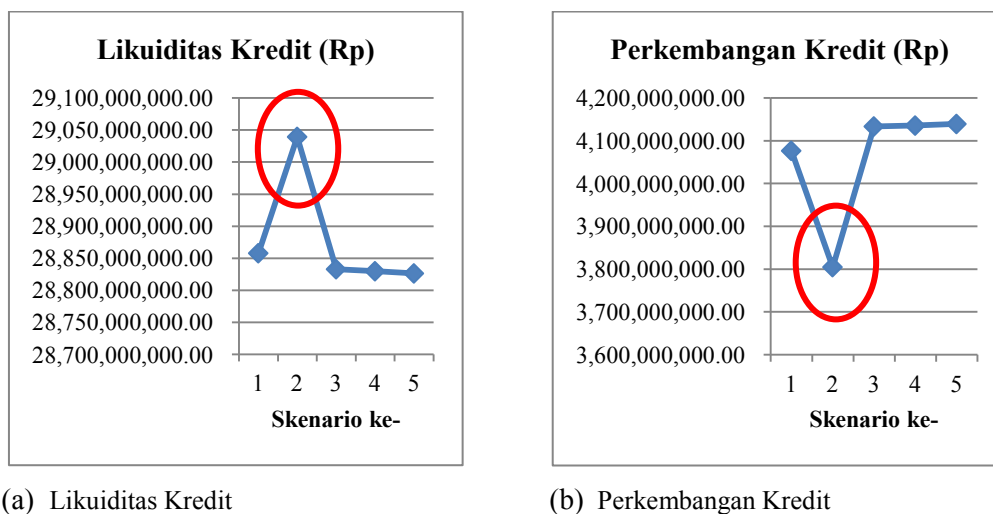 Likuiditas Kredit (Rp)
29,100,000,000.00
29,050,000,000.00
29,000,000,000.00
28,950,000,000.00
28,900,000,000.00
28,850,000,000.00
28,800,000,000.00
28,750,000,000.00
28,700,000,000.00
1 2 3 4 5
Skenario ke-
(a) Likuiditas Kredit
Perkembangan Kredit (Rp)
4,200,000,000.00
4,100,000,000.00
4,000,000,000.00
3,900,000,000.00
3,800,000,000.00
3,700,000,000.00
3,600,000,000.00
1 2 3 4 5
Skenario ke-
(b) Perkembangan Kredit